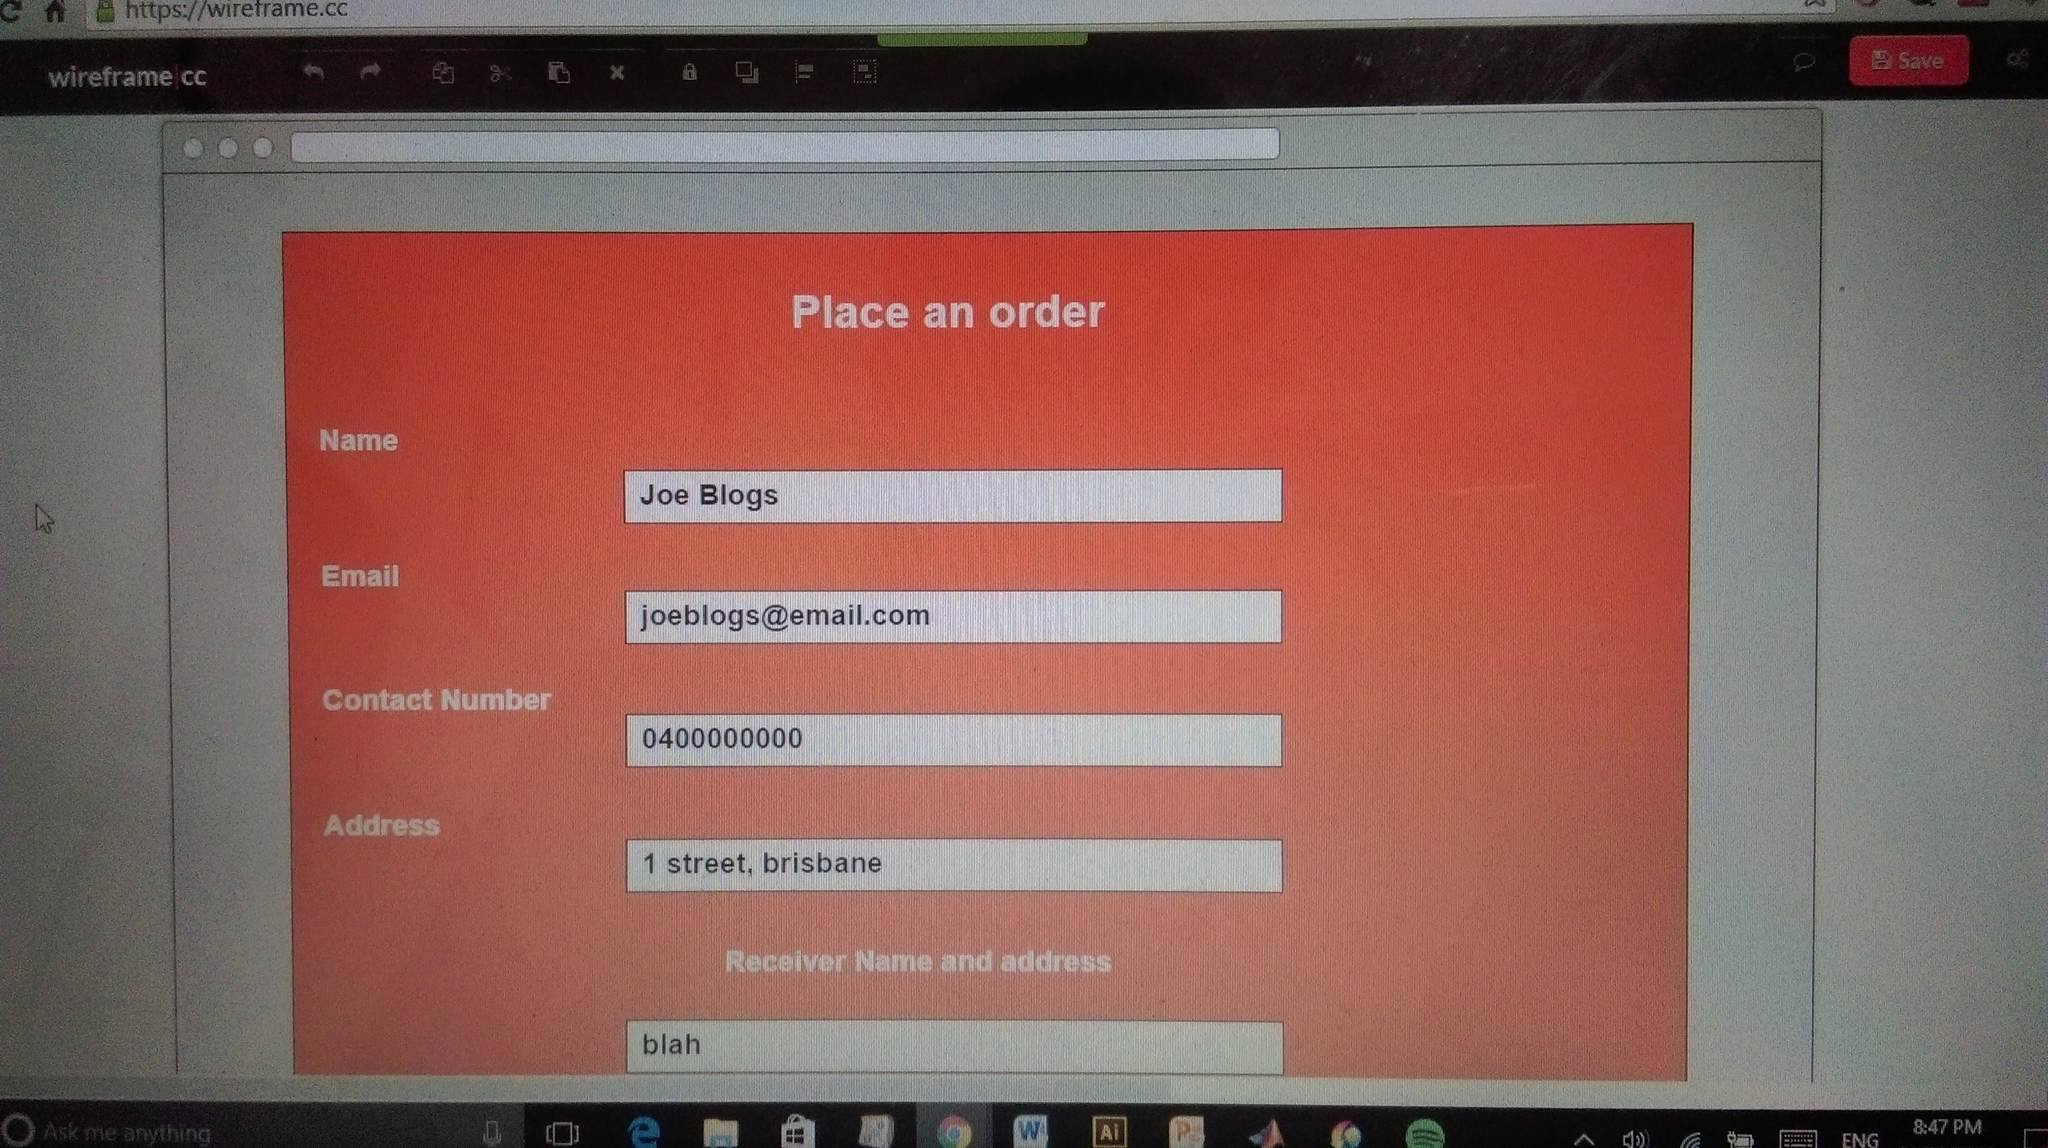 https://wireframe.cc
wireframe|cc
Save
Place an order
Name
Joe Blogs
Email
joeblogs@email.com
Contact Number
0400000000
Address
1 street, brisbane
Receiver Name and address
blah
Ask me anything
W
Ai
P
ENG
8:47 PM